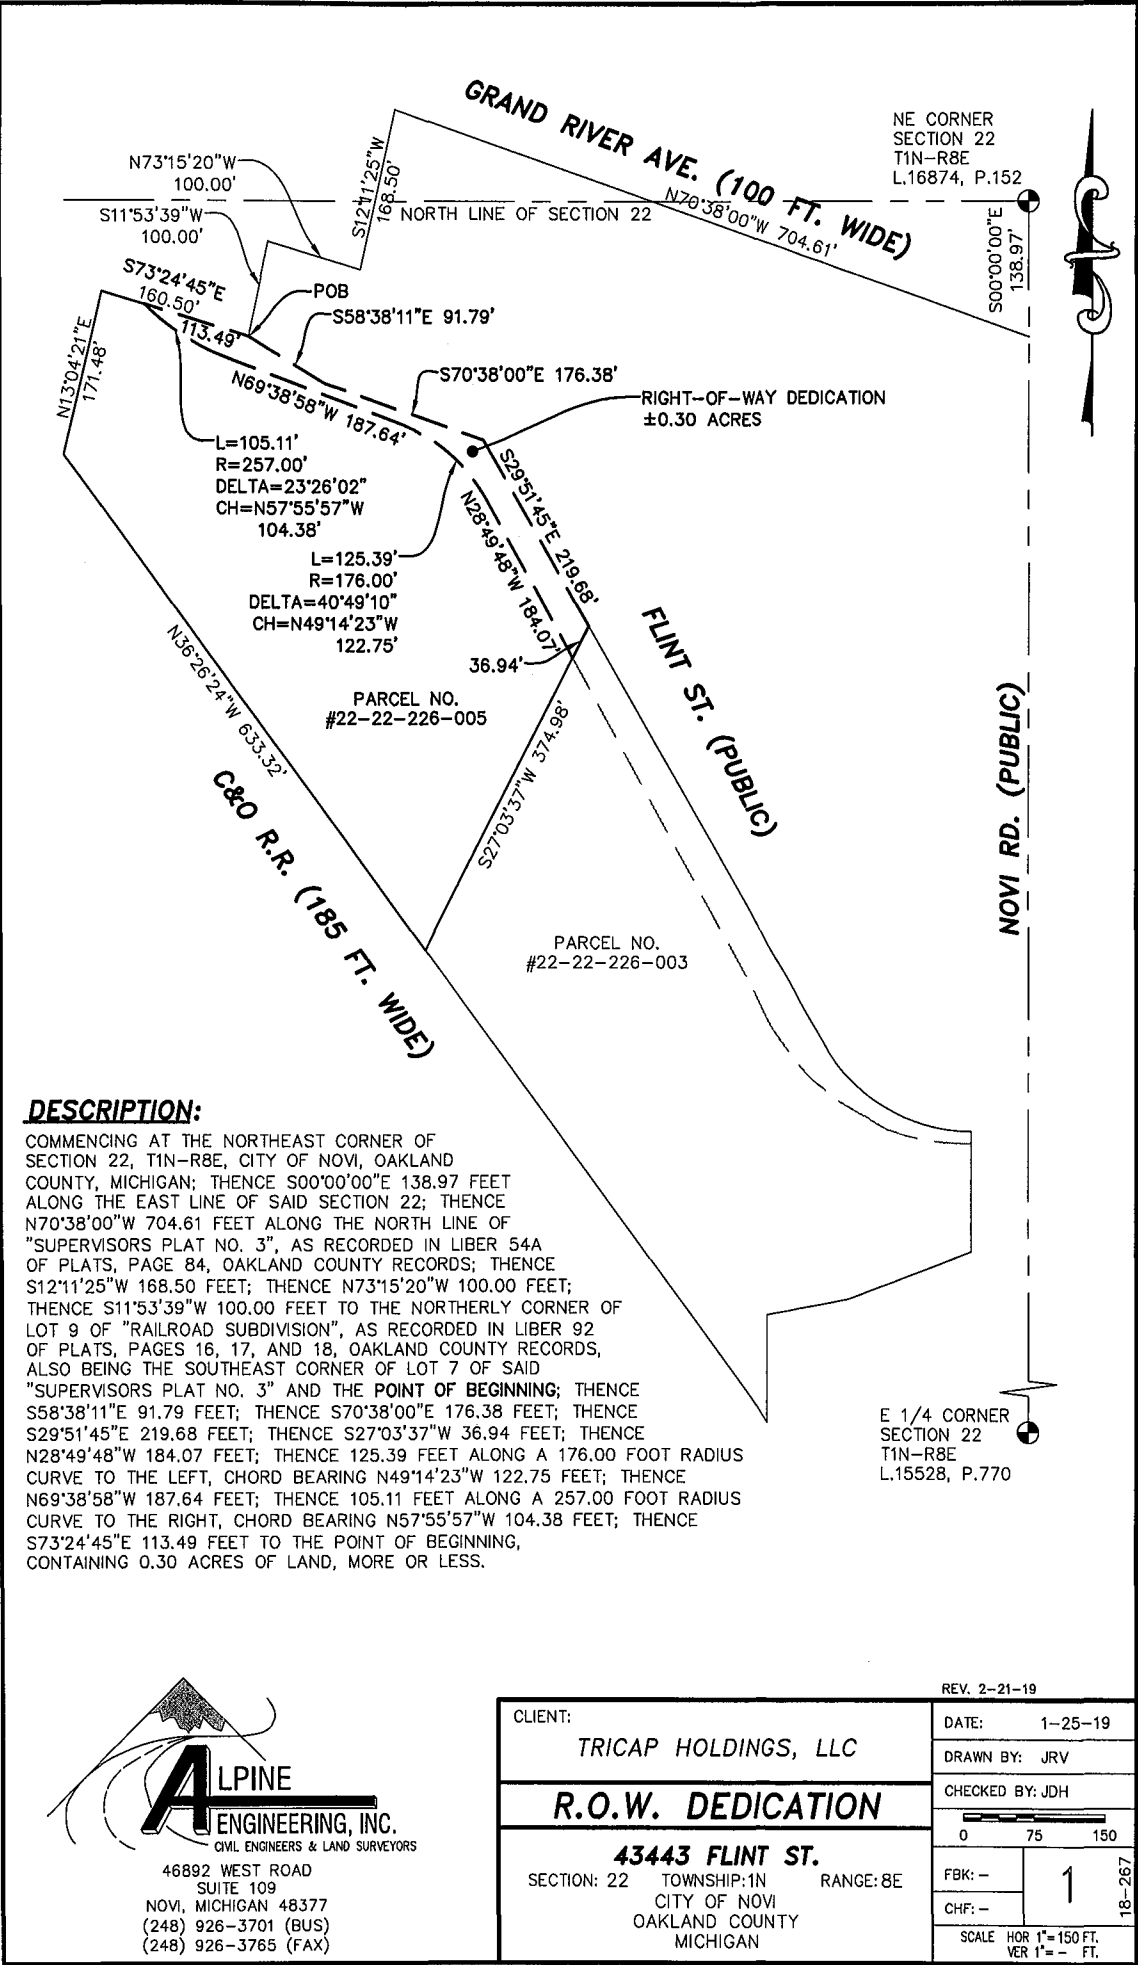 GRAND RIVER AVE. (100 FT. WIDE)
N70°38'00"W 704.61'
NE CORNER
SECTION 22
T1N-R8E
L.16874, P.152
N73°15'20"W
100.00'
S12°11'25"W
168.50'
NORTH LINE OF SECTION 22
S11°53'39"W
100.00'
S00°00'00"E
138.97'
S73°24'45"E
160.50'
POB
113.49'
S58°38'11"E 91.79'
N13°04'21"E
171.48'
N69°38'58"W 187.64'
S70°38'00"E 176.38'
RIGHT-OF-WAY DEDICATION
±0.30 ACRES
L=105.11'
R=257.00'
DELTA=23°26'02"
CH=N57°55'57"W
104.38'
S29°51'45"E 219.68'
N28°49'48"W 184.07'
L=125.39'
R=176.00'
DELTA=40°49'10"
CH=N49°14'23"W
122.75'
36.94'
FLINT ST. (PUBLIC)
N36°26'24"W 633.32'
PARCEL NO.
#22-22-226-005
S27°03'37"W 374.98'
NOVI RD. (PUBLIC)
C&O R.R. (185 FT. WIDE)
PARCEL NO.
#22-22-226-003
DESCRIPTION:
COMMENCING AT THE NORTHEAST CORNER OF
SECTION 22, T1N-R8E, CITY OF NOVI, OAKLAND
COUNTY, MICHIGAN; THENCE S00°00'00"E 138.97 FEET
ALONG THE EAST LINE OF SAID SECTION 22; THENCE
N70°38'00"W 704.61 FEET ALONG THE NORTH LINE OF
"SUPERVISORS PLAT NO. 3", AS RECORDED IN LIBER 54A
OF PLATS, PAGE 84, OAKLAND COUNTY RECORDS; THENCE
S12°11'25"W 168.50 FEET; THENCE N73°15'20"W 100.00 FEET;
THENCE S11°53'39"W 100.00 FEET TO THE NORTHERLY CORNER OF
LOT 9 OF "RAILROAD SUBDIVISION", AS RECORDED IN LIBER 92
OF PLATS, PAGES 16, 17, AND 18, OAKLAND COUNTY RECORDS,
ALSO BEING THE SOUTHEAST CORNER OF LOT 7 OF SAID
"SUPERVISORS PLAT NO. 3" AND THE POINT OF BEGINNING; THENCE
S58°38'11"E 91.79 FEET; THENCE S70°38'00"E 176.38 FEET; THENCE
S29°51'45"E 219.68 FEET; THENCE S27°03'37"W 36.94 FEET; THENCE
N28°49'48"W 184.07 FEET; THENCE 125.39 FEET ALONG A 176.00 FOOT RADIUS
CURVE TO THE LEFT, CHORD BEARING N49°14'23"W 122.75 FEET; THENCE
N69°38'58"W 187.64 FEET; THENCE 105.11 FEET ALONG A 257.00 FOOT RADIUS
CURVE TO THE RIGHT, CHORD BEARING N57°55'57"W 104.38 FEET; THENCE
S73°24'45"E 113.49 FEET TO THE POINT OF BEGINNING,
CONTAINING 0.30 ACRES OF LAND, MORE OR LESS.
E 1/4 CORNER
SECTION 22
T1N-R8E
L.15528, P.770
ALPINE
ENGINEERING, INC.
CIVIL ENGINEERS & LAND SURVEYORS
46892 WEST ROAD
SUITE 109
NOVI, MICHIGAN 48377
(248) 926-3701 (BUS)
(248) 926-3765 (FAX)
CLIENT:
TRICAP HOLDINGS, LLC
R.O.W. DEDICATION
43443 FLINT ST.
SECTION: 22 TOWNSHIP:1N RANGE:8E
CITY OF NOVI
OAKLAND COUNTY
MICHIGAN
REV. 2-21-19
DATE: 1-25-19
DRAWN BY: JRV
CHECKED BY: JDH
0 75 150
FBK: -
CHF: -
1
18-267
SCALE HOR 1"=150 FT.
VER 1"= - FT.